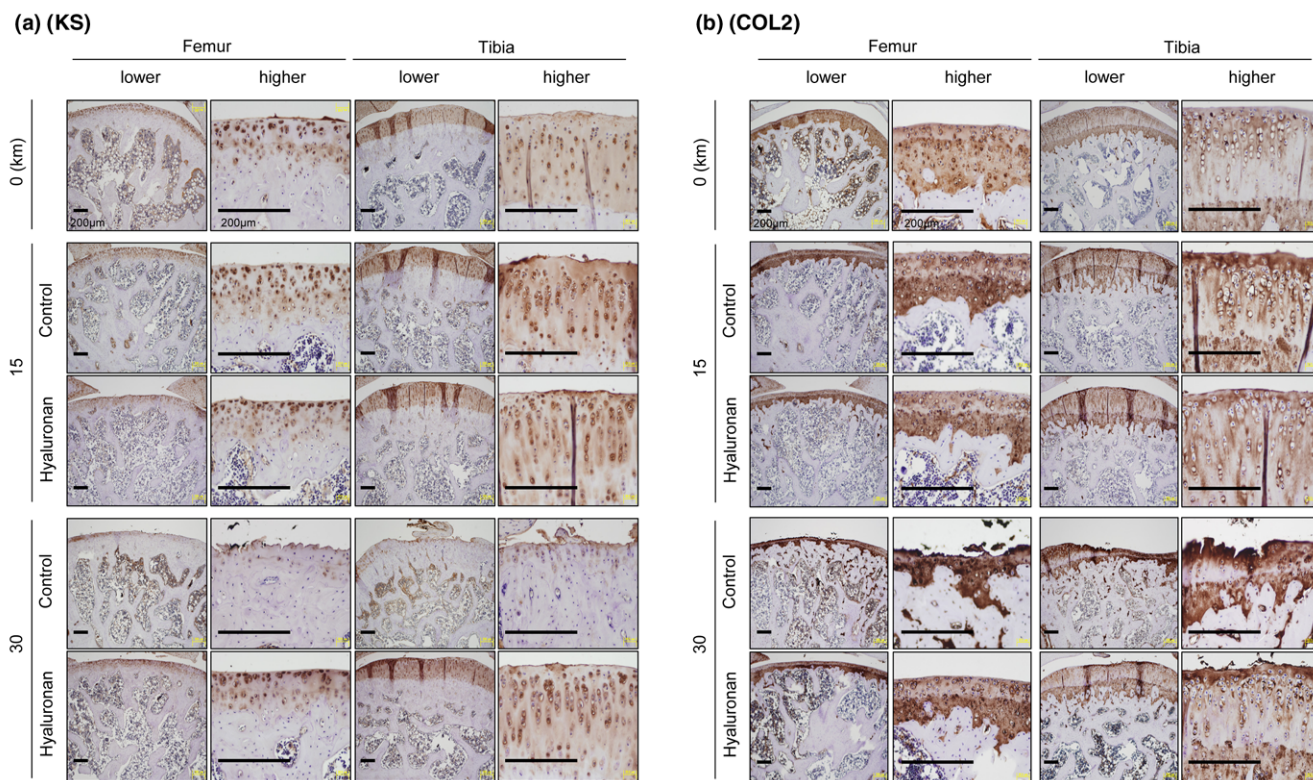 (a) (KS)
Femur
Tibia
lower
higher
lower
higher
0 (km)
200μm
200μm
15
Control
Hyaluronan
30
Control
Hyaluronan
(b) (COL2)
Femur
Tibia
lower
higher
lower
higher
0 (km)
200μm
200μm
15
Control
Hyaluronan
30
Control
Hyaluronan